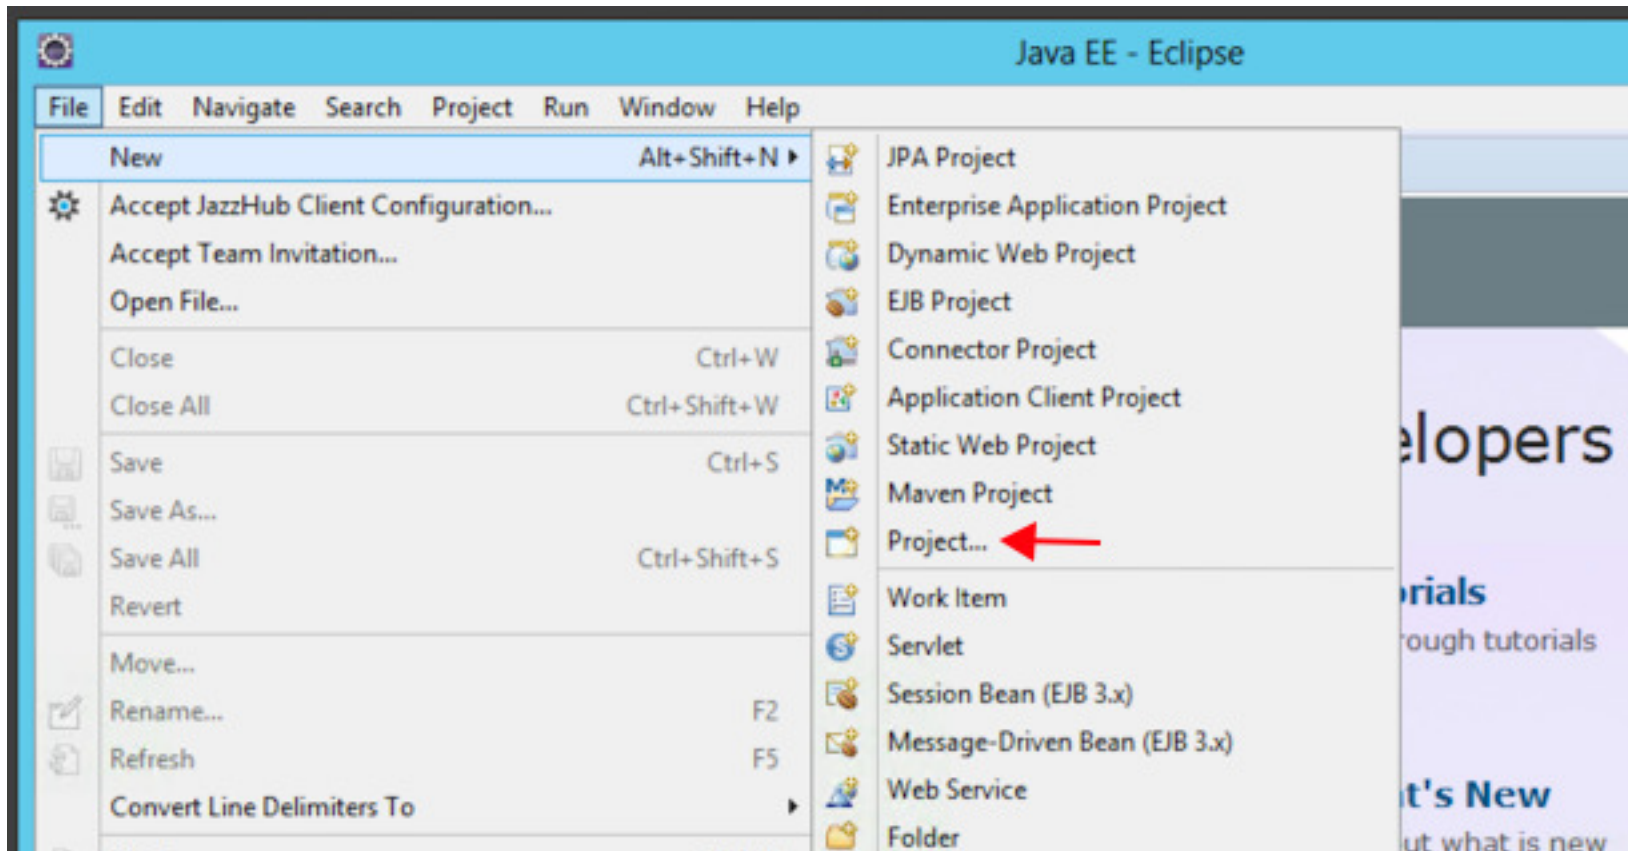 Java EE - Eclipse
File Edit Navigate Search Project Run Window Help
New Alt+Shift+N
Accept JazzHub Client Configuration...
Accept Team Invitation...
Open File...
Close Ctrl+W
Close All Ctrl+Shift+W
Save Ctrl+S
Save As...
Save All Ctrl+Shift+S
Revert
Move...
Rename... F2
Refresh F5
Convert Line Delimiters To
JPA Project
Enterprise Application Project
Dynamic Web Project
EJB Project
Connector Project
Application Client Project
Static Web Project
Maven Project
Project...
Work Item
Servlet
Session Bean (EJB 3.x)
Message-Driven Bean (EJB 3.x)
Web Service
Folder
elopers
rials
ough tutorials
t's New
ut what is new